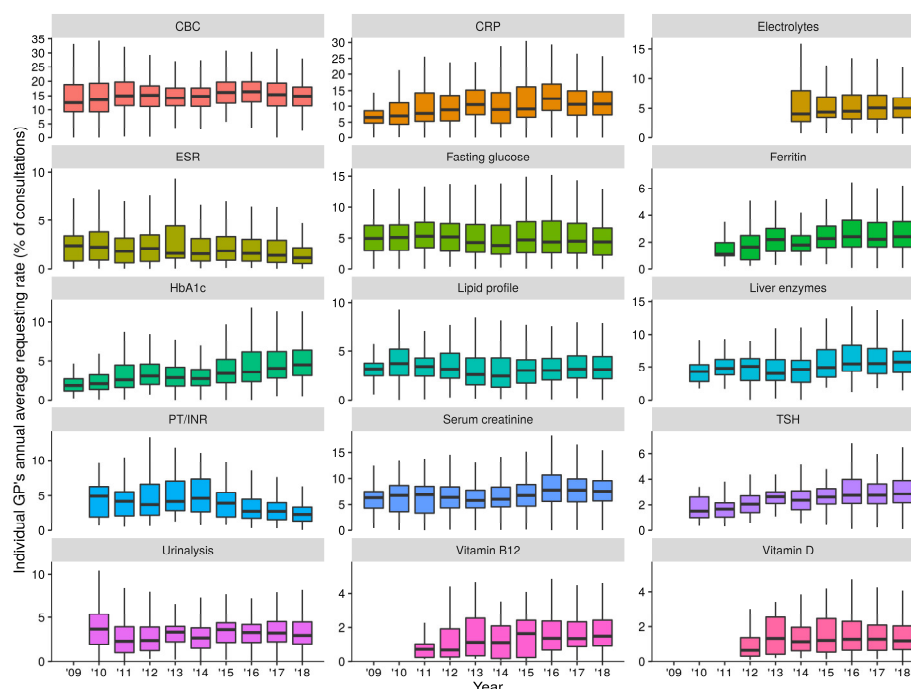 Individual GP's annual average requesting rate (% of consultations)
CBC CRP Electrolytes
35 30 25 20 15 10 5 0
30 25 20 15 10 5 0
15 10 5 0
ESR Fasting glucose Ferritin
10 5 0
15 10 5 0
6 4 2 0
HbA1c Lipid profile Liver enzymes
10 5 0
10 5 0
15 10 5 0
PT/INR Serum creatinine TSH
10 5 0
15 10 5 0
8 6 4 2 0
Urinalysis Vitamin B12 Vitamin D
10 5 0
4 2 0
4 2 0
'09 '10 '11 '12 '13 '14 '15 '16 '17 '18 '09 '10 '11 '12 '13 '14 '15 '16 '17 '18 '09 '10 '11 '12 '13 '14 '15 '16 '17 '18
Year